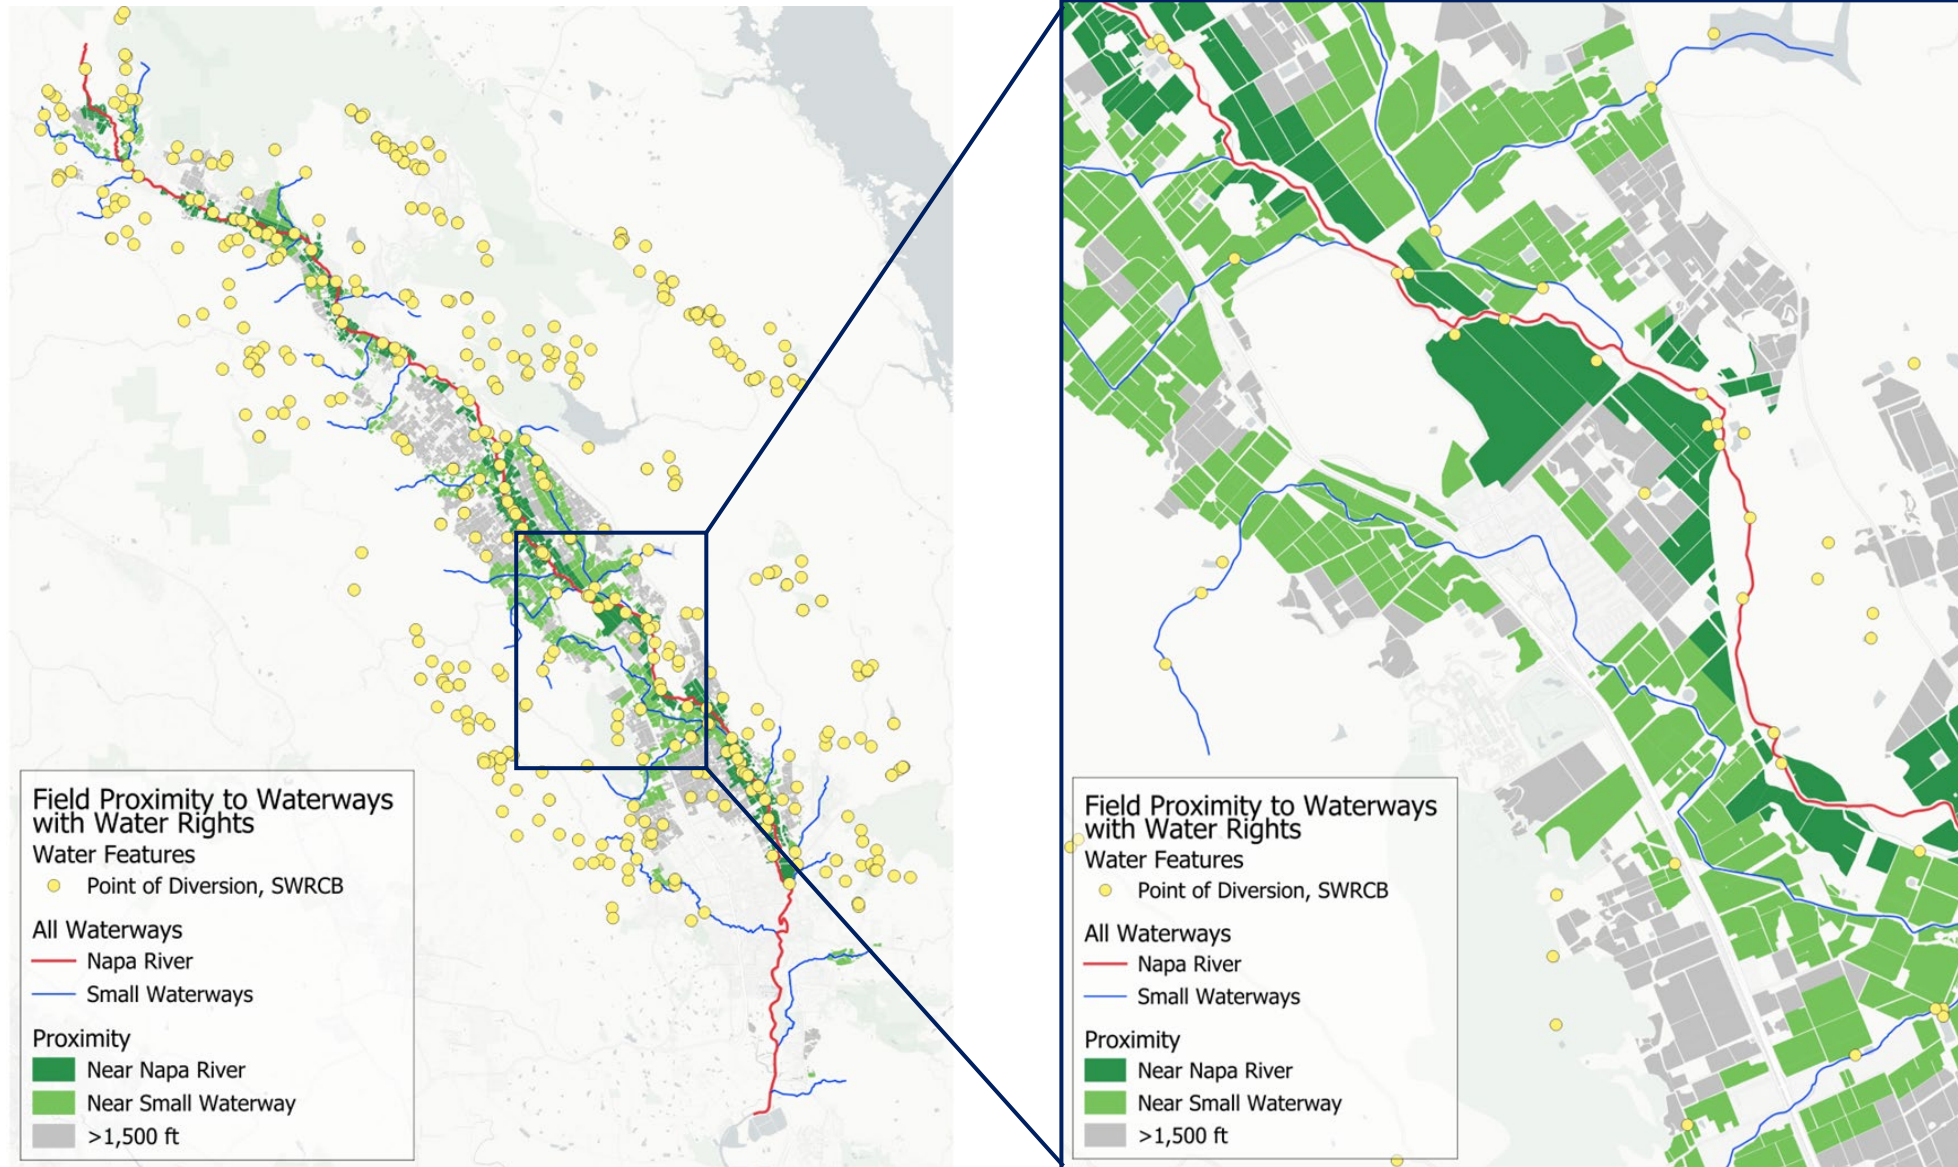 Field Proximity to Waterways
with Water Rights
Water Features
Point of Diversion, SWRCB
All Waterways
Napa River
Small Waterways
Proximity
Near Napa River
Near Small Waterway
>1,500 ft
Field Proximity to Waterways
with Water Rights
Water Features
Point of Diversion, SWRCB
All Waterways
Napa River
Small Waterways
Proximity
Near Napa River
Near Small Waterway
>1,500 ft